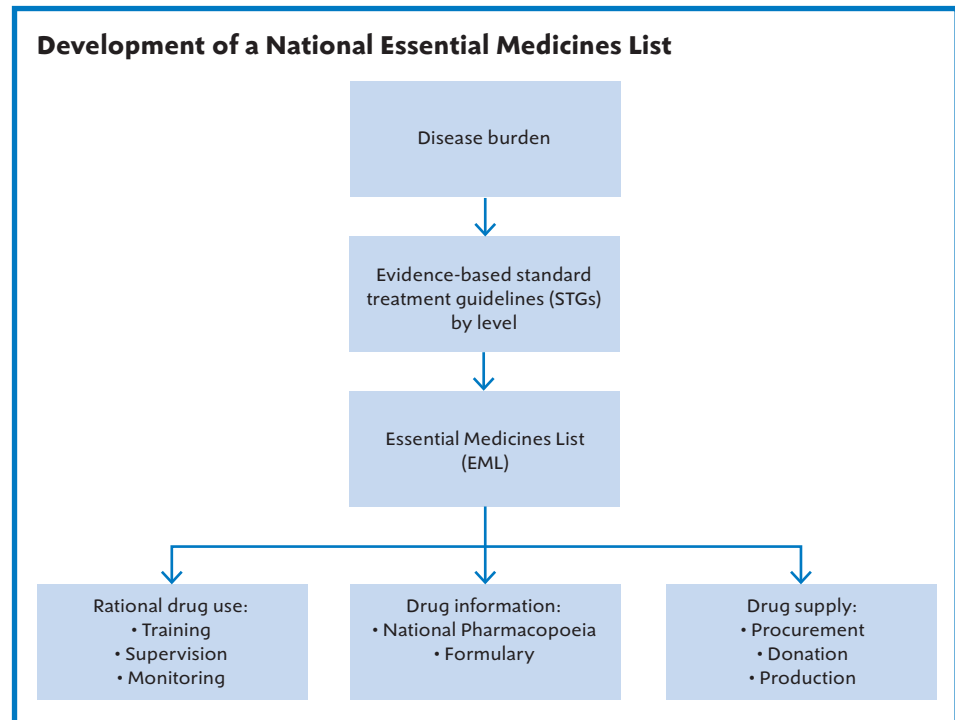 Development of a National Essential Medicines List
Disease burden
Evidence-based standard
treatment guidelines (STGs)
by level
Essential Medicines List
(EML)
Rational drug use:
• Training
• Supervision
• Monitoring
Drug information:
• National Pharmacopoeia
• Formulary
Drug supply:
• Procurement
• Donation
• Production